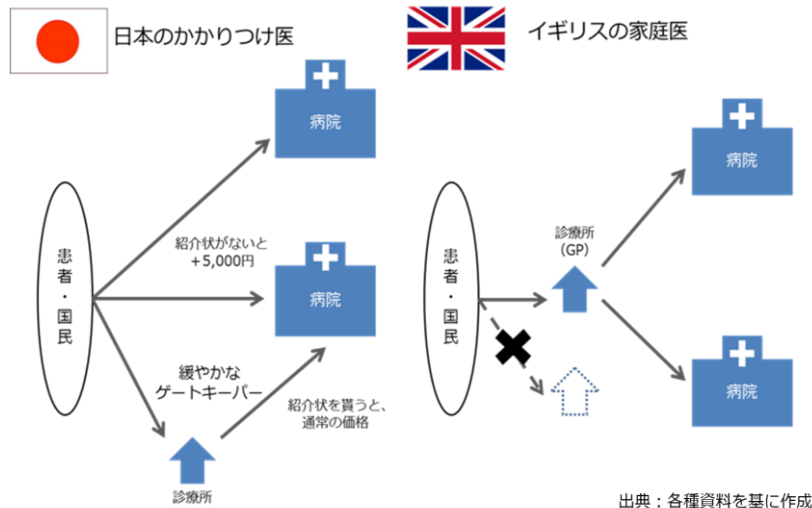 日本のかかりつけ医
病院
紹介状がないと
+5,000円
病院
患者・国民
緩やかな
ゲートキーパー
紹介状を貰うと、
通常の価格
診療所
イギリスの家庭医
病院
診療所
(GP)
患者・国民
病院
出典：各種資料を基に作成